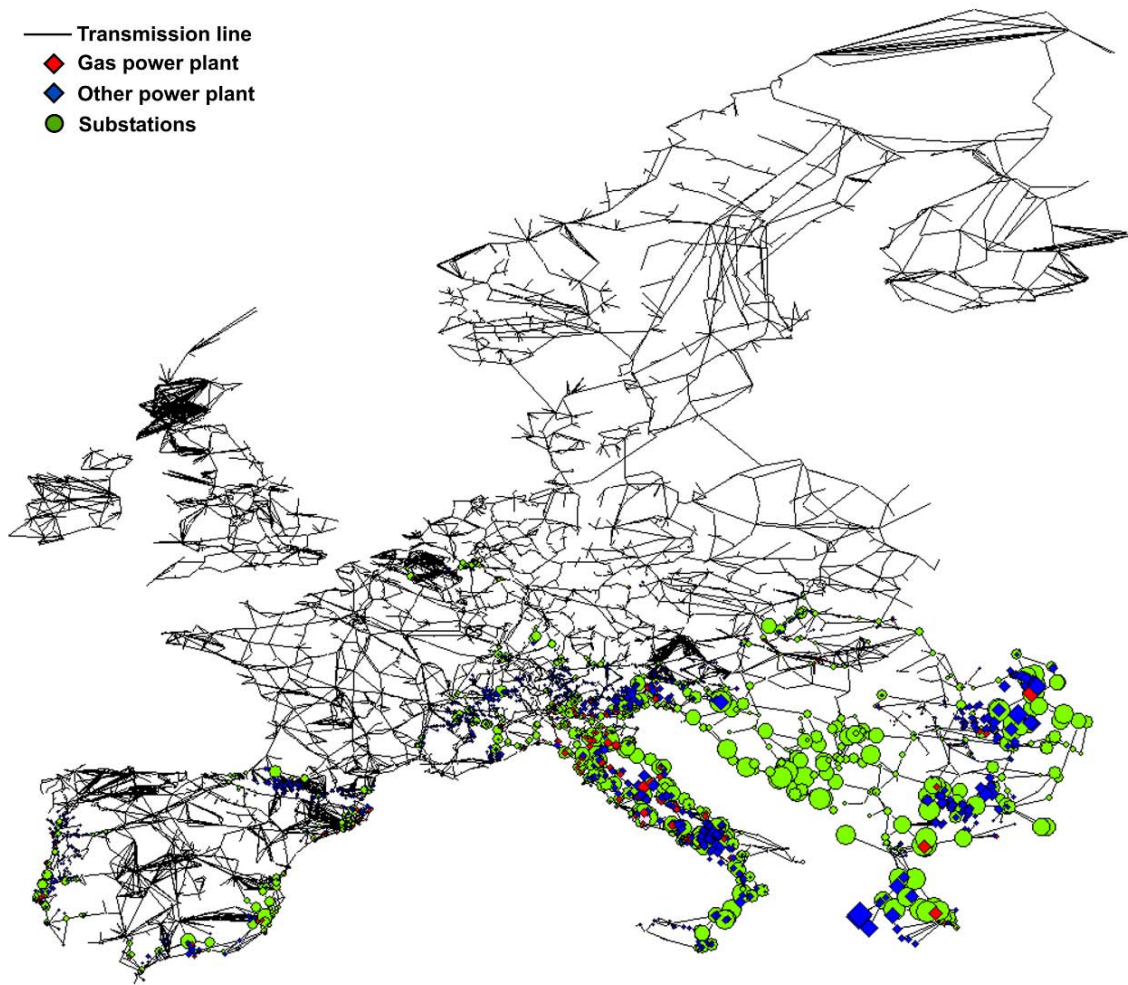 Transmission line
Gas power plant
Other power plant
Substations